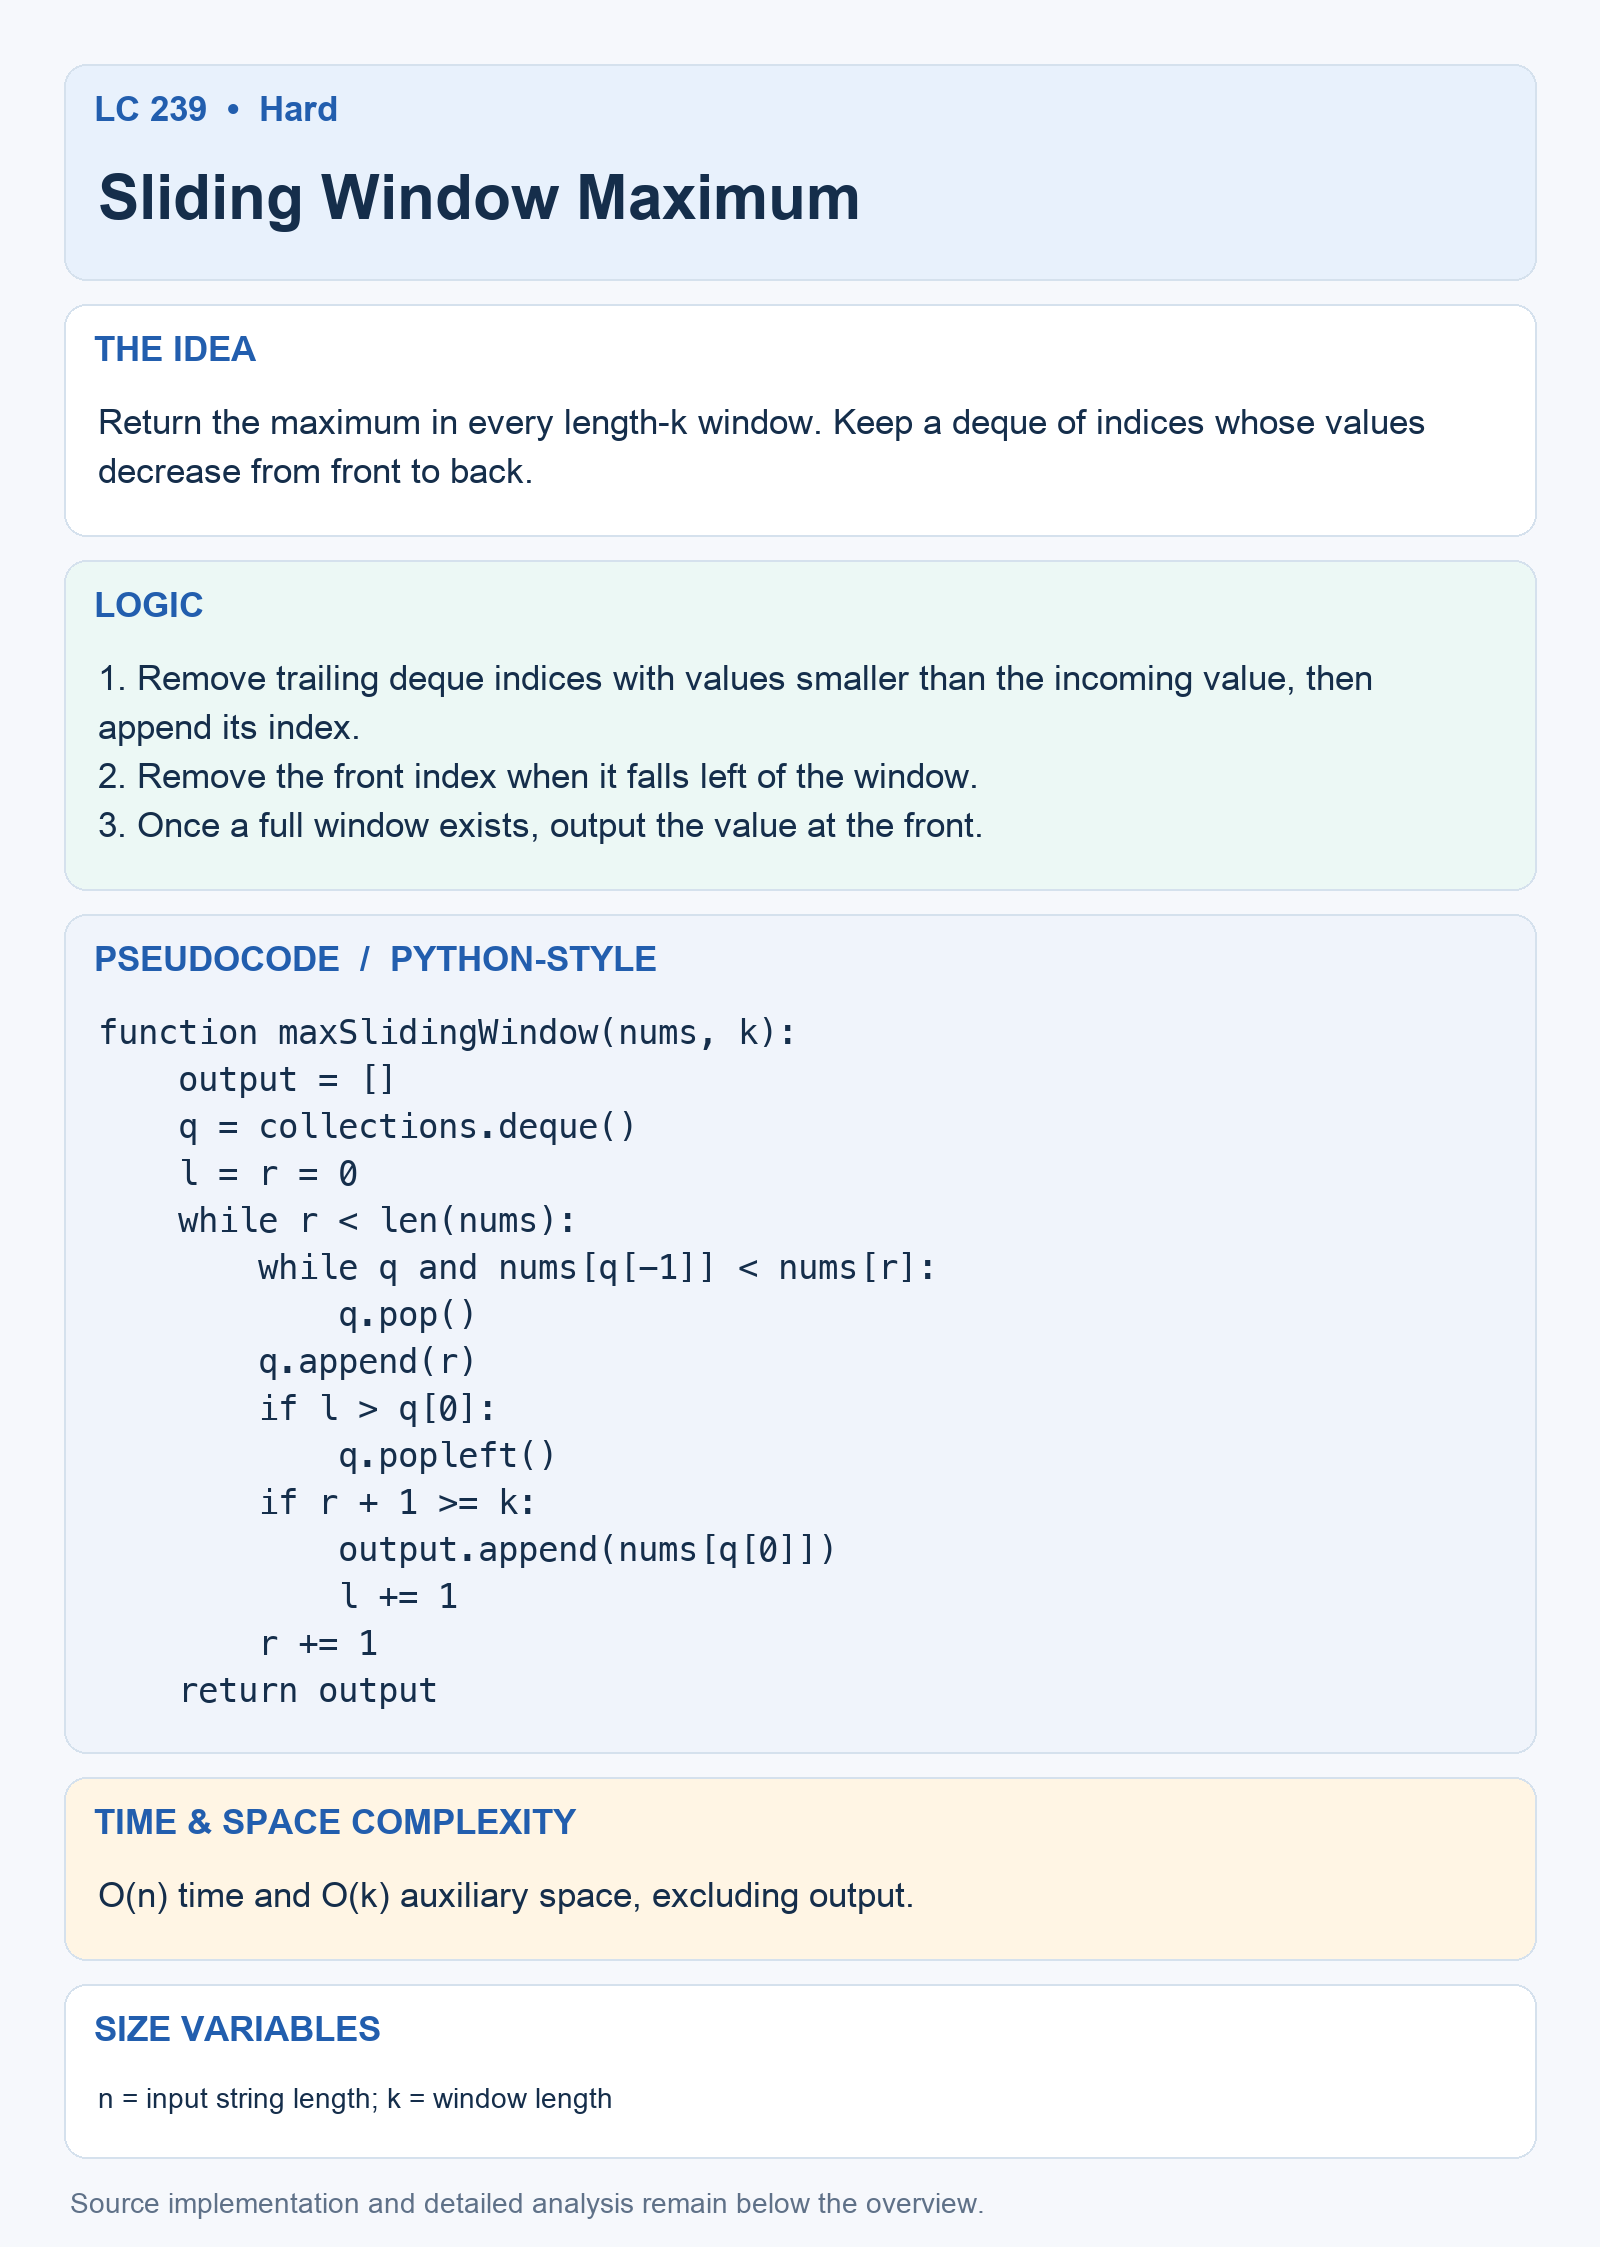 LC 239 • Hard
Sliding Window Maximum
THE IDEA
Return the maximum in every length-k window. Keep a deque of indices whose values
decrease from front to back.
LOGIC
1. Remove trailing deque indices with values smaller than the incoming value, then
append its index.
2. Remove the front index when it falls left of the window.
3. Once a full window exists, output the value at the front.
PSEUDOCODE / PYTHON-STYLE
function maxSlidingWindow(nums, k):
    output = []
    q = collections.deque()
    l = r = 0
    while r < len(nums):
        while q and nums[q[−1]] < nums[r]:
            q.pop()
        q.append(r)
        if l > q[0]:
            q.popleft()
        if r + 1 >= k:
            output.append(nums[q[0]])
            l += 1
        r += 1
    return output
TIME & SPACE COMPLEXITY
O(n) time and O(k) auxiliary space, excluding output.
SIZE VARIABLES
n = input string length; k = window length
Source implementation and detailed analysis remain below the overview.